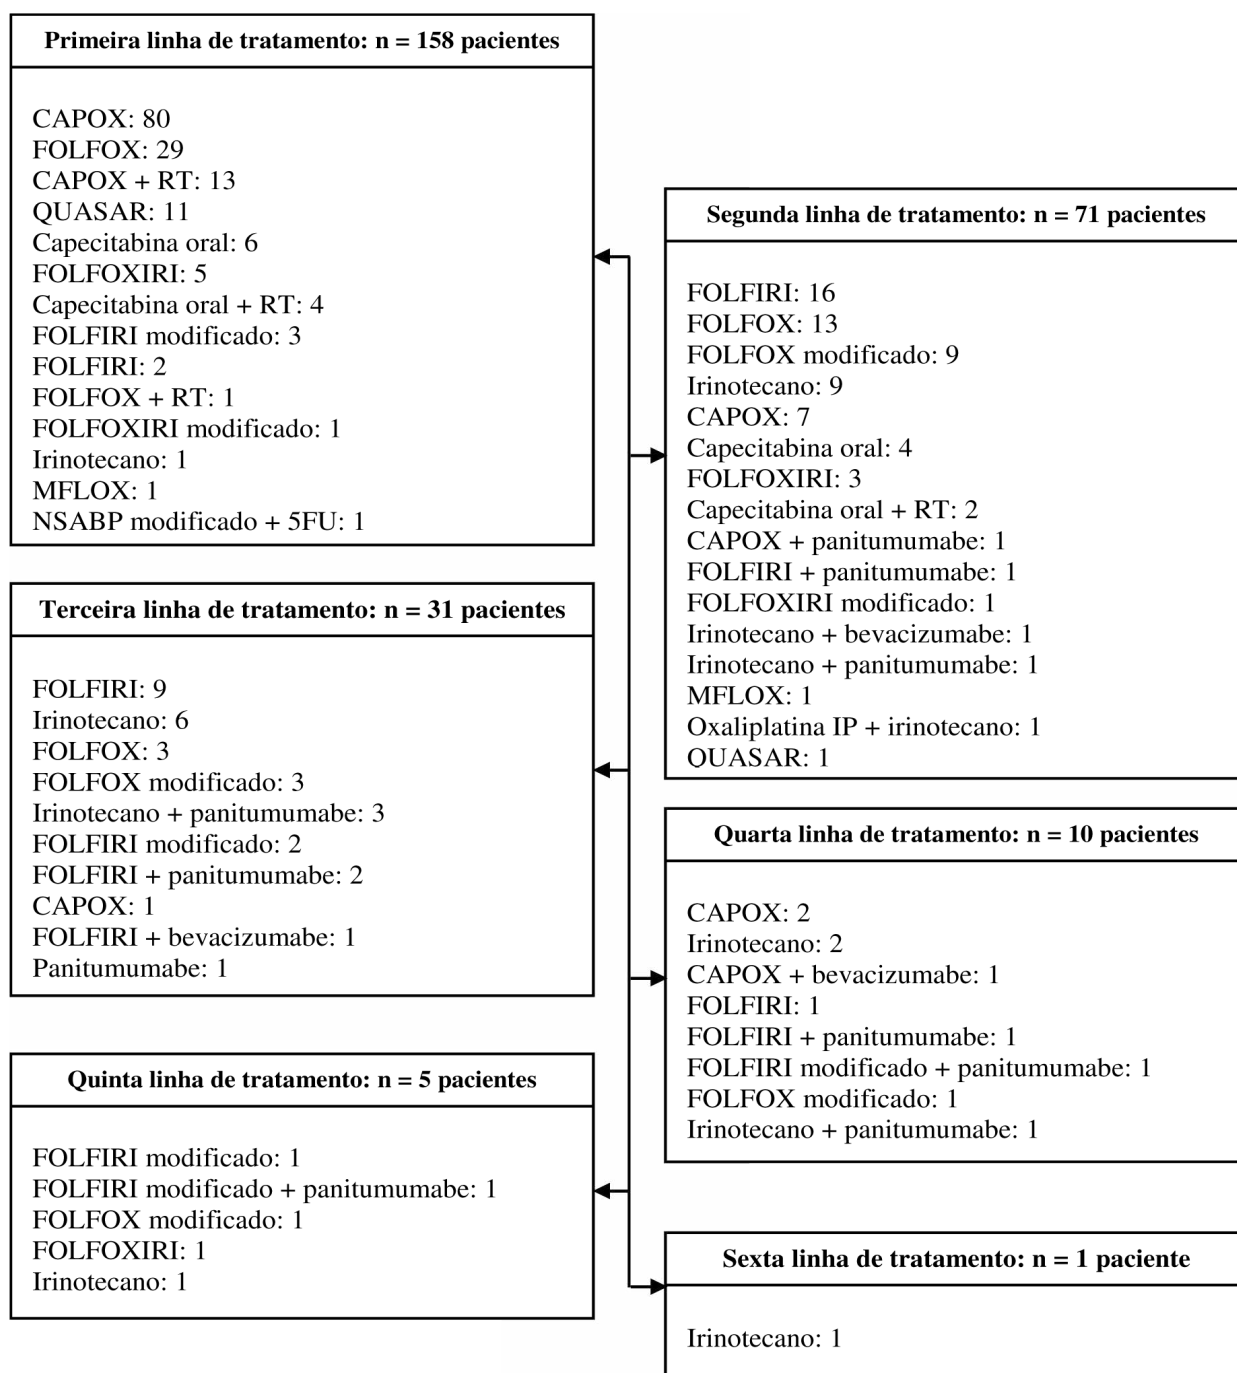 Primeira linha de tratamento: n = 158 pacientes
CAPOX: 80
FOLFOX: 29
CAPOX + RT: 13
QUASAR: 11
Capecitabina oral: 6
FOLFOXIRI: 5
Capecitabina oral + RT: 4
FOLFIRI modificado: 3
FOLFIRI: 2
FOLFOX + RT: 1
FOLFOXIRI modificado: 1
Irinotecano: 1
MFLOX: 1
NSABP modificado + 5FU: 1
Segunda linha de tratamento: n = 71 pacientes
FOLFIRI: 16
FOLFOX: 13
FOLFOX modificado: 9
Irinotecano: 9
CAPOX: 7
Capecitabina oral: 4
FOLFOXIRI: 3
Capecitabina oral + RT: 2
CAPOX + panitumumabe: 1
FOLFIRI + panitumumabe: 1
FOLFOXIRI modificado: 1
Irinotecano + bevacizumabe: 1
Irinotecano + panitumumabe: 1
MFLOX: 1
Oxaliplatina IP + irinotecano: 1
QUASAR: 1
Terceira linha de tratamento: n = 31 pacientes
FOLFIRI: 9
Irinotecano: 6
FOLFOX: 3
FOLFOX modificado: 3
Irinotecano + panitumumabe: 3
FOLFIRI modificado: 2
FOLFIRI + panitumumabe: 2
CAPOX: 1
FOLFIRI + bevacizumabe: 1
Panitumumabe: 1
Quarta linha de tratamento: n = 10 pacientes
CAPOX: 2
Irinotecano: 2
CAPOX + bevacizumabe: 1
FOLFIRI: 1
FOLFIRI + panitumumabe: 1
FOLFIRI modificado + panitumumabe: 1
FOLFOX modificado: 1
Irinotecano + panitumumabe: 1
Quinta linha de tratamento: n = 5 pacientes
FOLFIRI modificado: 1
FOLFIRI modificado + panitumumabe: 1
FOLFOX modificado: 1
FOLFOXIRI: 1
Irinotecano: 1
Sexta linha de tratamento: n = 1 paciente
Irinotecano: 1